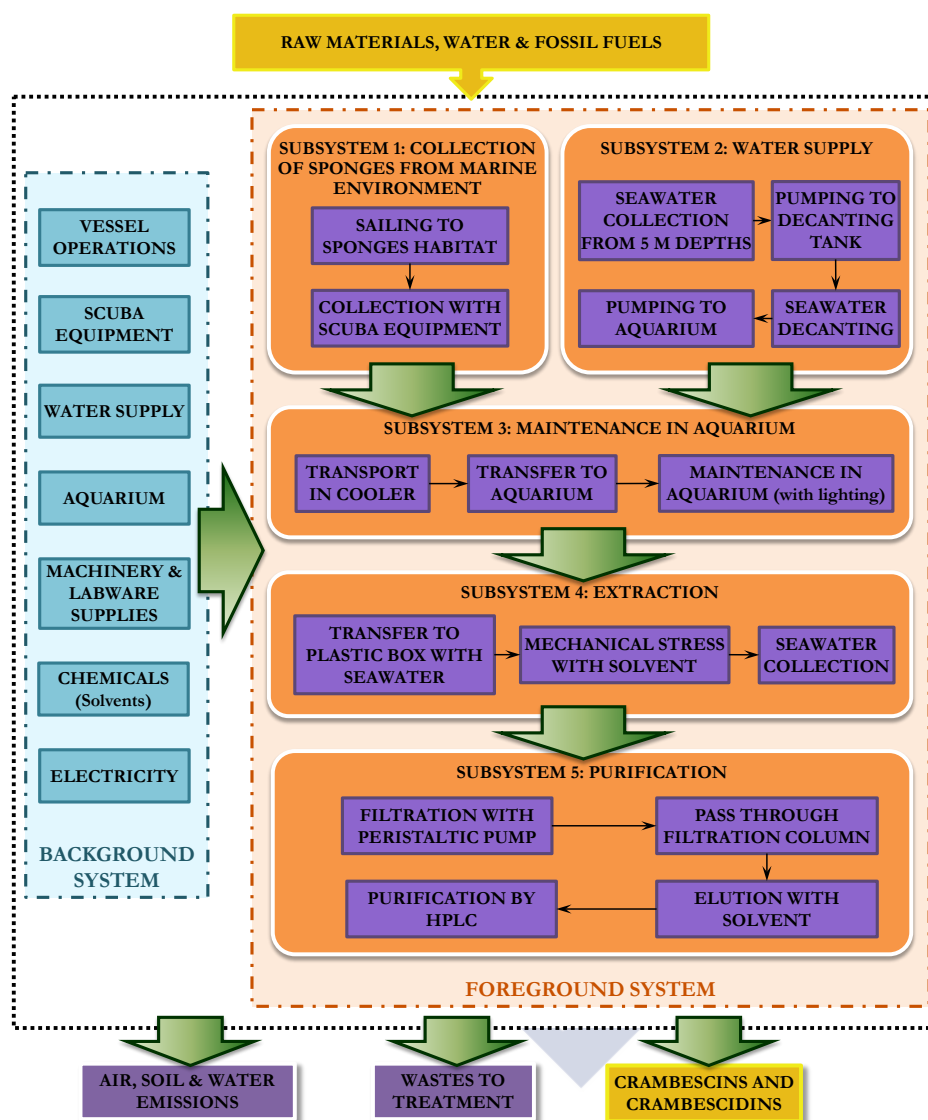 RAW MATERIALS, WATER & FOSSIL FUELS
SUBSYSTEM 1: COLLECTION
OF SPONGES FROM MARINE
ENVIRONMENT
SAILING TO
SPONGES HABITAT
COLLECTION WITH
SCUBA EQUIPMENT
SUBSYSTEM 2: WATER SUPPLY
SEAWATER
COLLECTION
FROM 5 M DEPTHS
PUMPING TO
DECANTING
TANK
PUMPING TO
AQUARIUM
SEAWATER
DECANTING
VESSEL
OPERATIONS
SCUBA
EQUIPMENT
WATER SUPPLY
AQUARIUM
MACHINERY &
LABWARE
SUPPLIES
CHEMICALS
(Solvents)
ELECTRICITY
BACKGROUND
SYSTEM
SUBSYSTEM 3: MAINTENANCE IN AQUARIUM
TRANSPORT
IN COOLER
TRANSFER TO
AQUARIUM
MAINTENANCE IN
AQUARIUM (with lighting)
SUBSYSTEM 4: EXTRACTION
TRANSFER TO
PLASTIC BOX WITH
SEAWATER
MECHANICAL STRESS
WITH SOLVENT
SEAWATER
COLLECTION
SUBSYSTEM 5: PURIFICATION
FILTRATION WITH
PERISTALTIC PUMP
PASS THROUGH
FILTRATION COLUMN
PURIFICATION BY
HPLC
ELUTION WITH
SOLVENT
FOREGROUND SYSTEM
AIR, SOIL & WATER
EMISSIONS
WASTES TO
TREATMENT
CRAMBESCINS AND
CRAMBESCIDINS